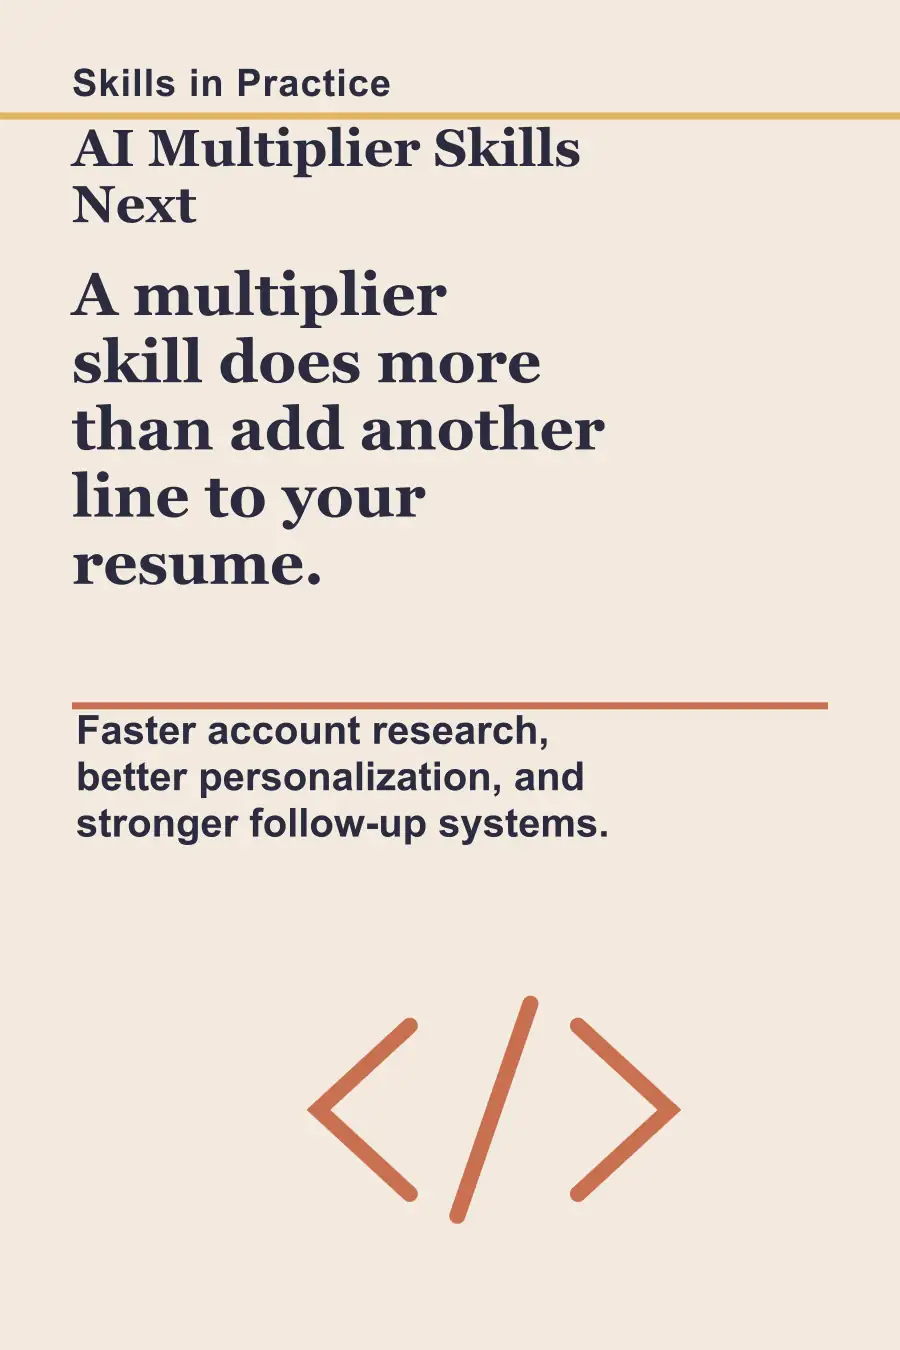 Skills in Practice
AI Multiplier Skills
Next
A multiplier
skill does more
than add another
line to your
resume.
Faster account research,
better personalization, and
stronger follow-up systems.